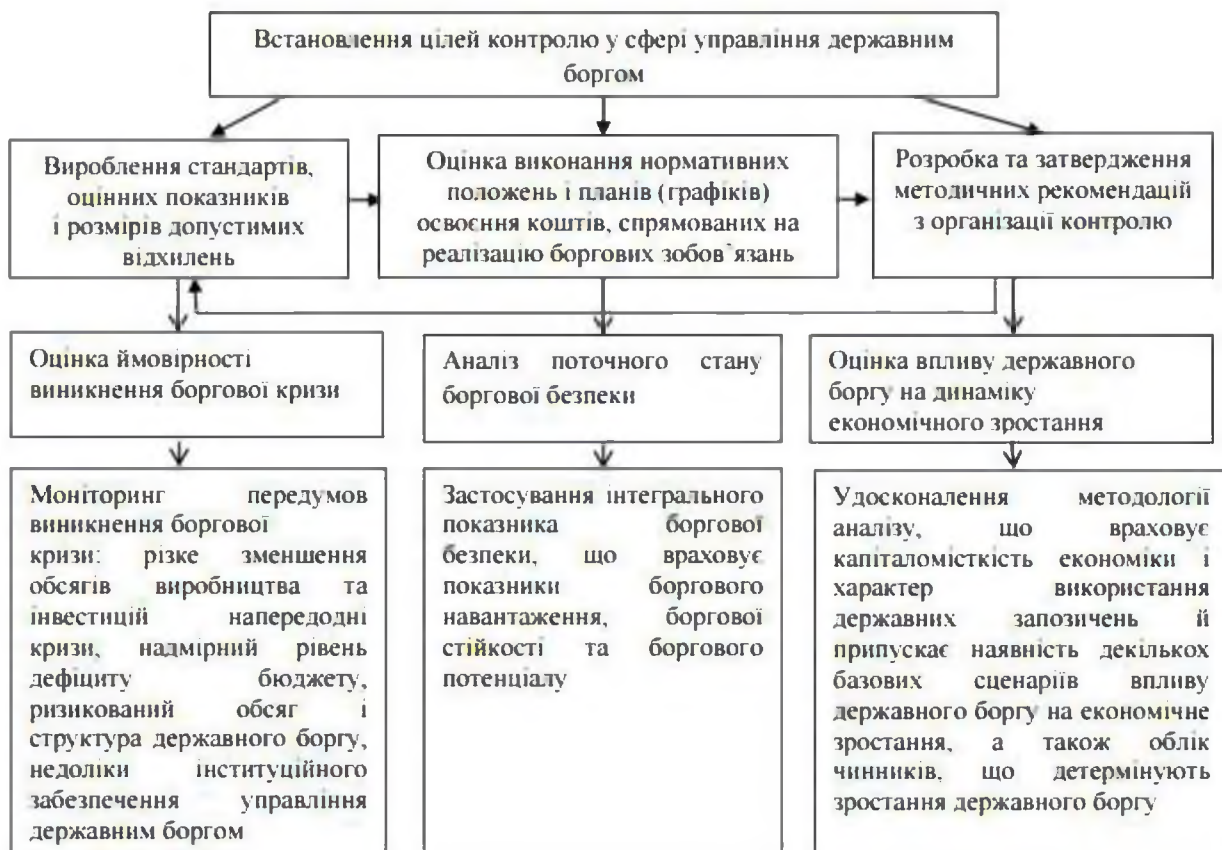 Встановлення цілей контролю у сфері управління державним
боргом
Вироблення стандартів,
оцінних показників
і розмірів допустимих
відхилень
Оцінка виконання нормативних
положень і планів (графіків)
освоєння коштів, спрямованих на
реалізацію боргових зобов’язань
Розробка та затвердження
методичних рекомендацій
з організації контролю
Оцінка ймовірності
виникнення боргової кризи
Аналіз поточного стану
боргової безпеки
Оцінка впливу державного
боргу на динаміку
економічного зростання
Моніторинг передумов
виникнення боргової
кризи: різке зменшення
обсягів виробництва та
інвестицій напередодні
кризи, надмірний рівень
дефіциту бюджету,
ризикований обсяг і
структура державного боргу,
недоліки інституційного
забезпечення управління
державним боргом
Застосування інтегрального
показника боргової
безпеки, що враховує
показники боргового
навантаження, боргової
стійкості та боргового
потенціалу
Удосконалення методології
аналізу, що враховує
капіталомісткість економіки і
характер використання
державних запозичень й
припускає наявність декількох
базових сценаріїв впливу
державного боргу на економічне
зростання, а також облік
чинників, що детермінують
зростання державного боргу